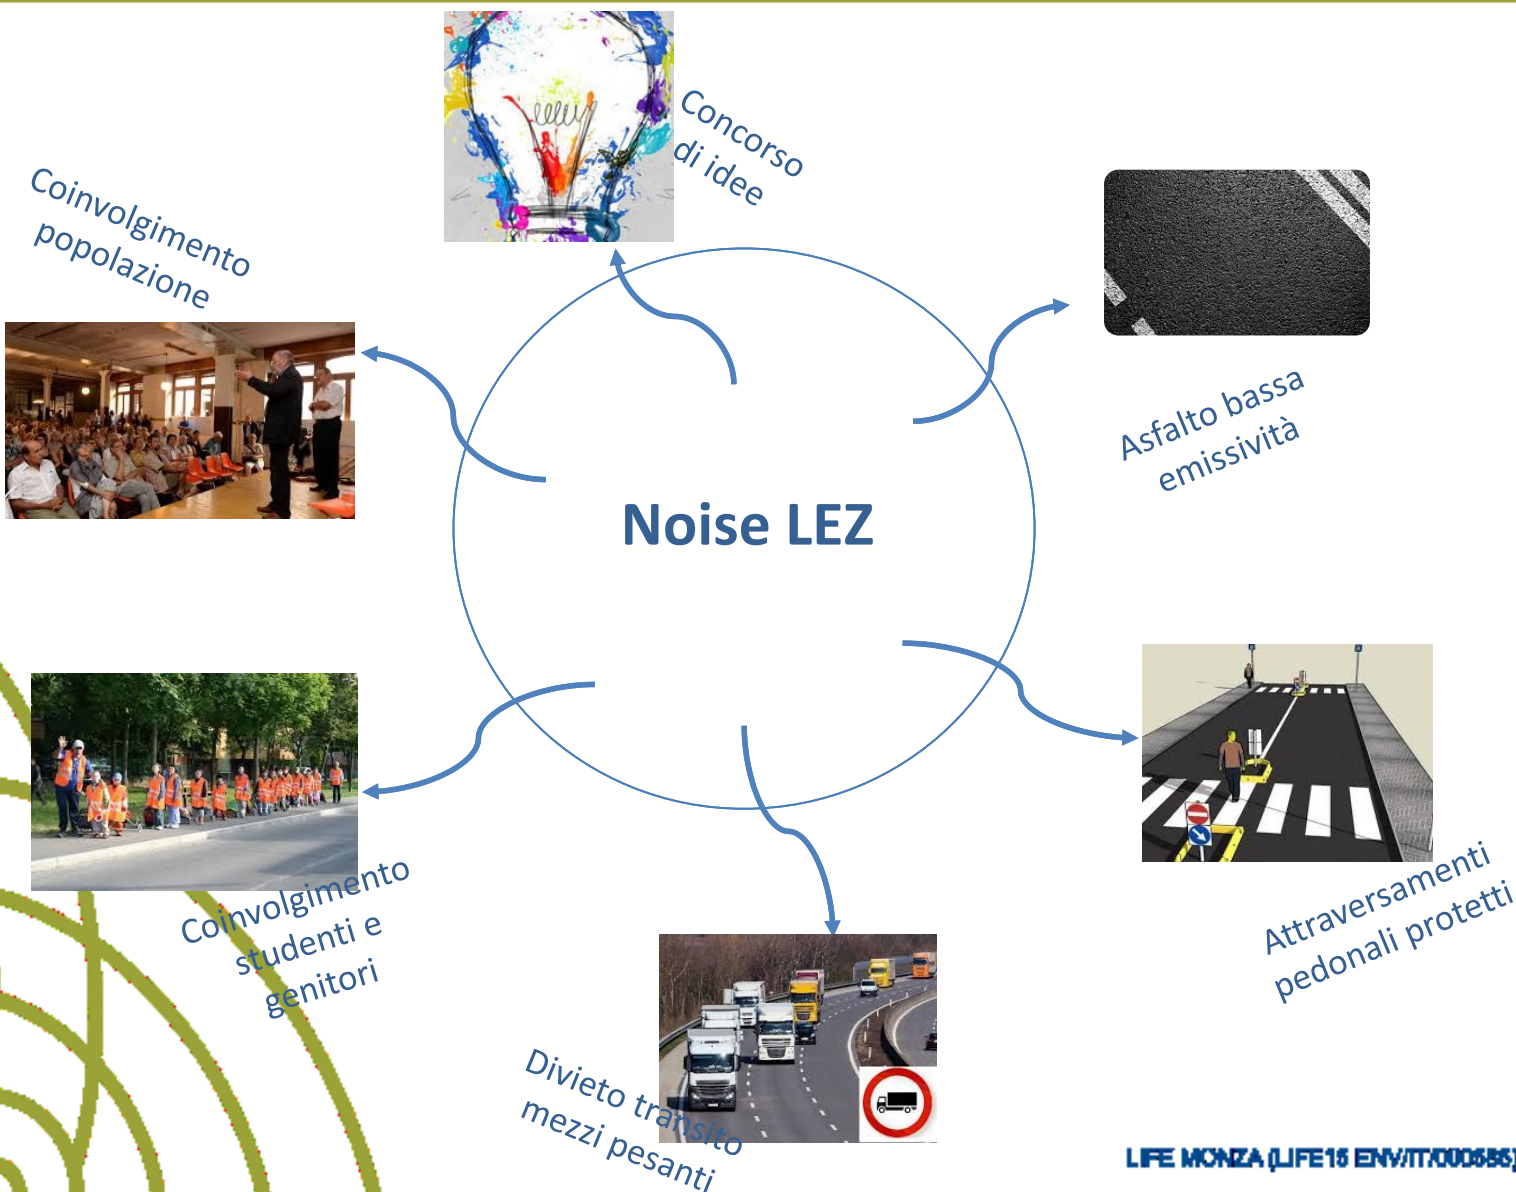 Concorso
di idee
Coinvolgimento
popolazione
Asfalto bassa
emissività
Noise LEZ
Attraversamenti
pedonali protetti
Coinvolgimento
studenti e
genitori
Divieto transito
mezzi pesanti
LIFE MONZA (LIFE15 ENV/IT/000586)